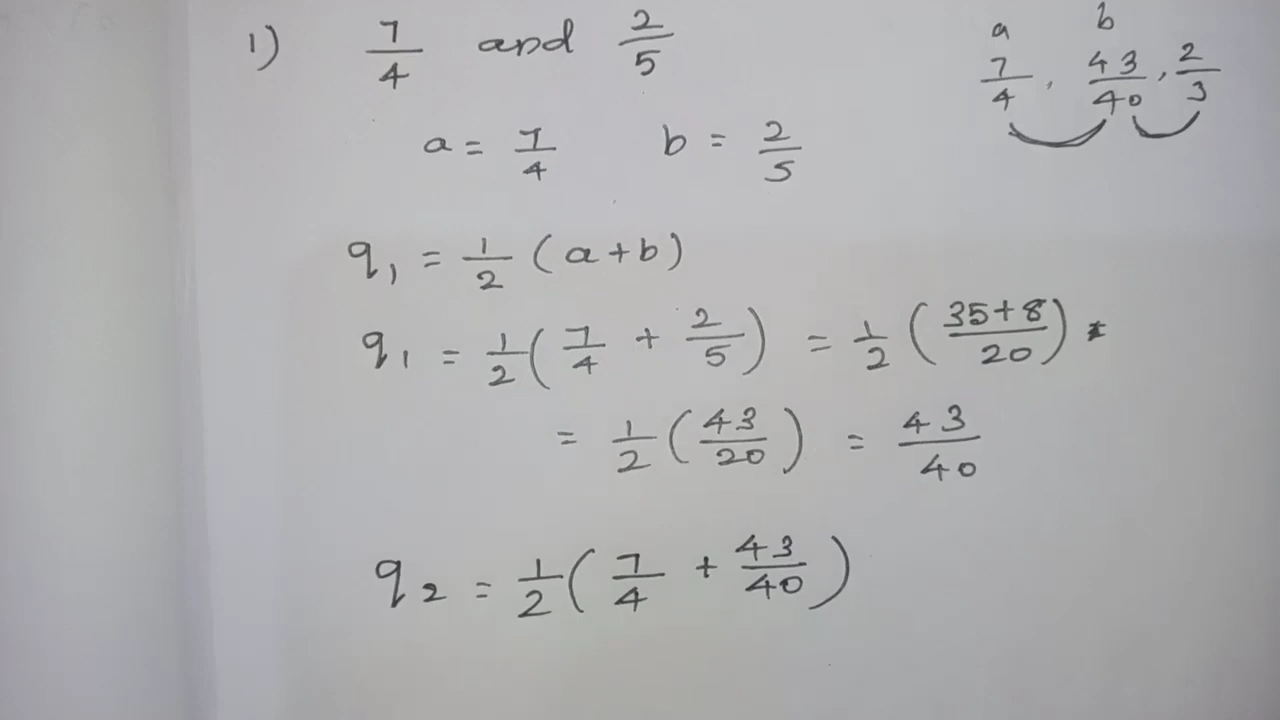 1) 7/4 and 2/5
a b
7/4 , 43/40 , 2/3
a = 7/4 b = 2/5
q₁ = 1/2 (a+b)
q₁ = 1/2 (7/4 + 2/5) = 1/2 (35+8/20)
= 1/2 (43/20) = 43/40
q₂ = 1/2 (7/4 + 43/40)